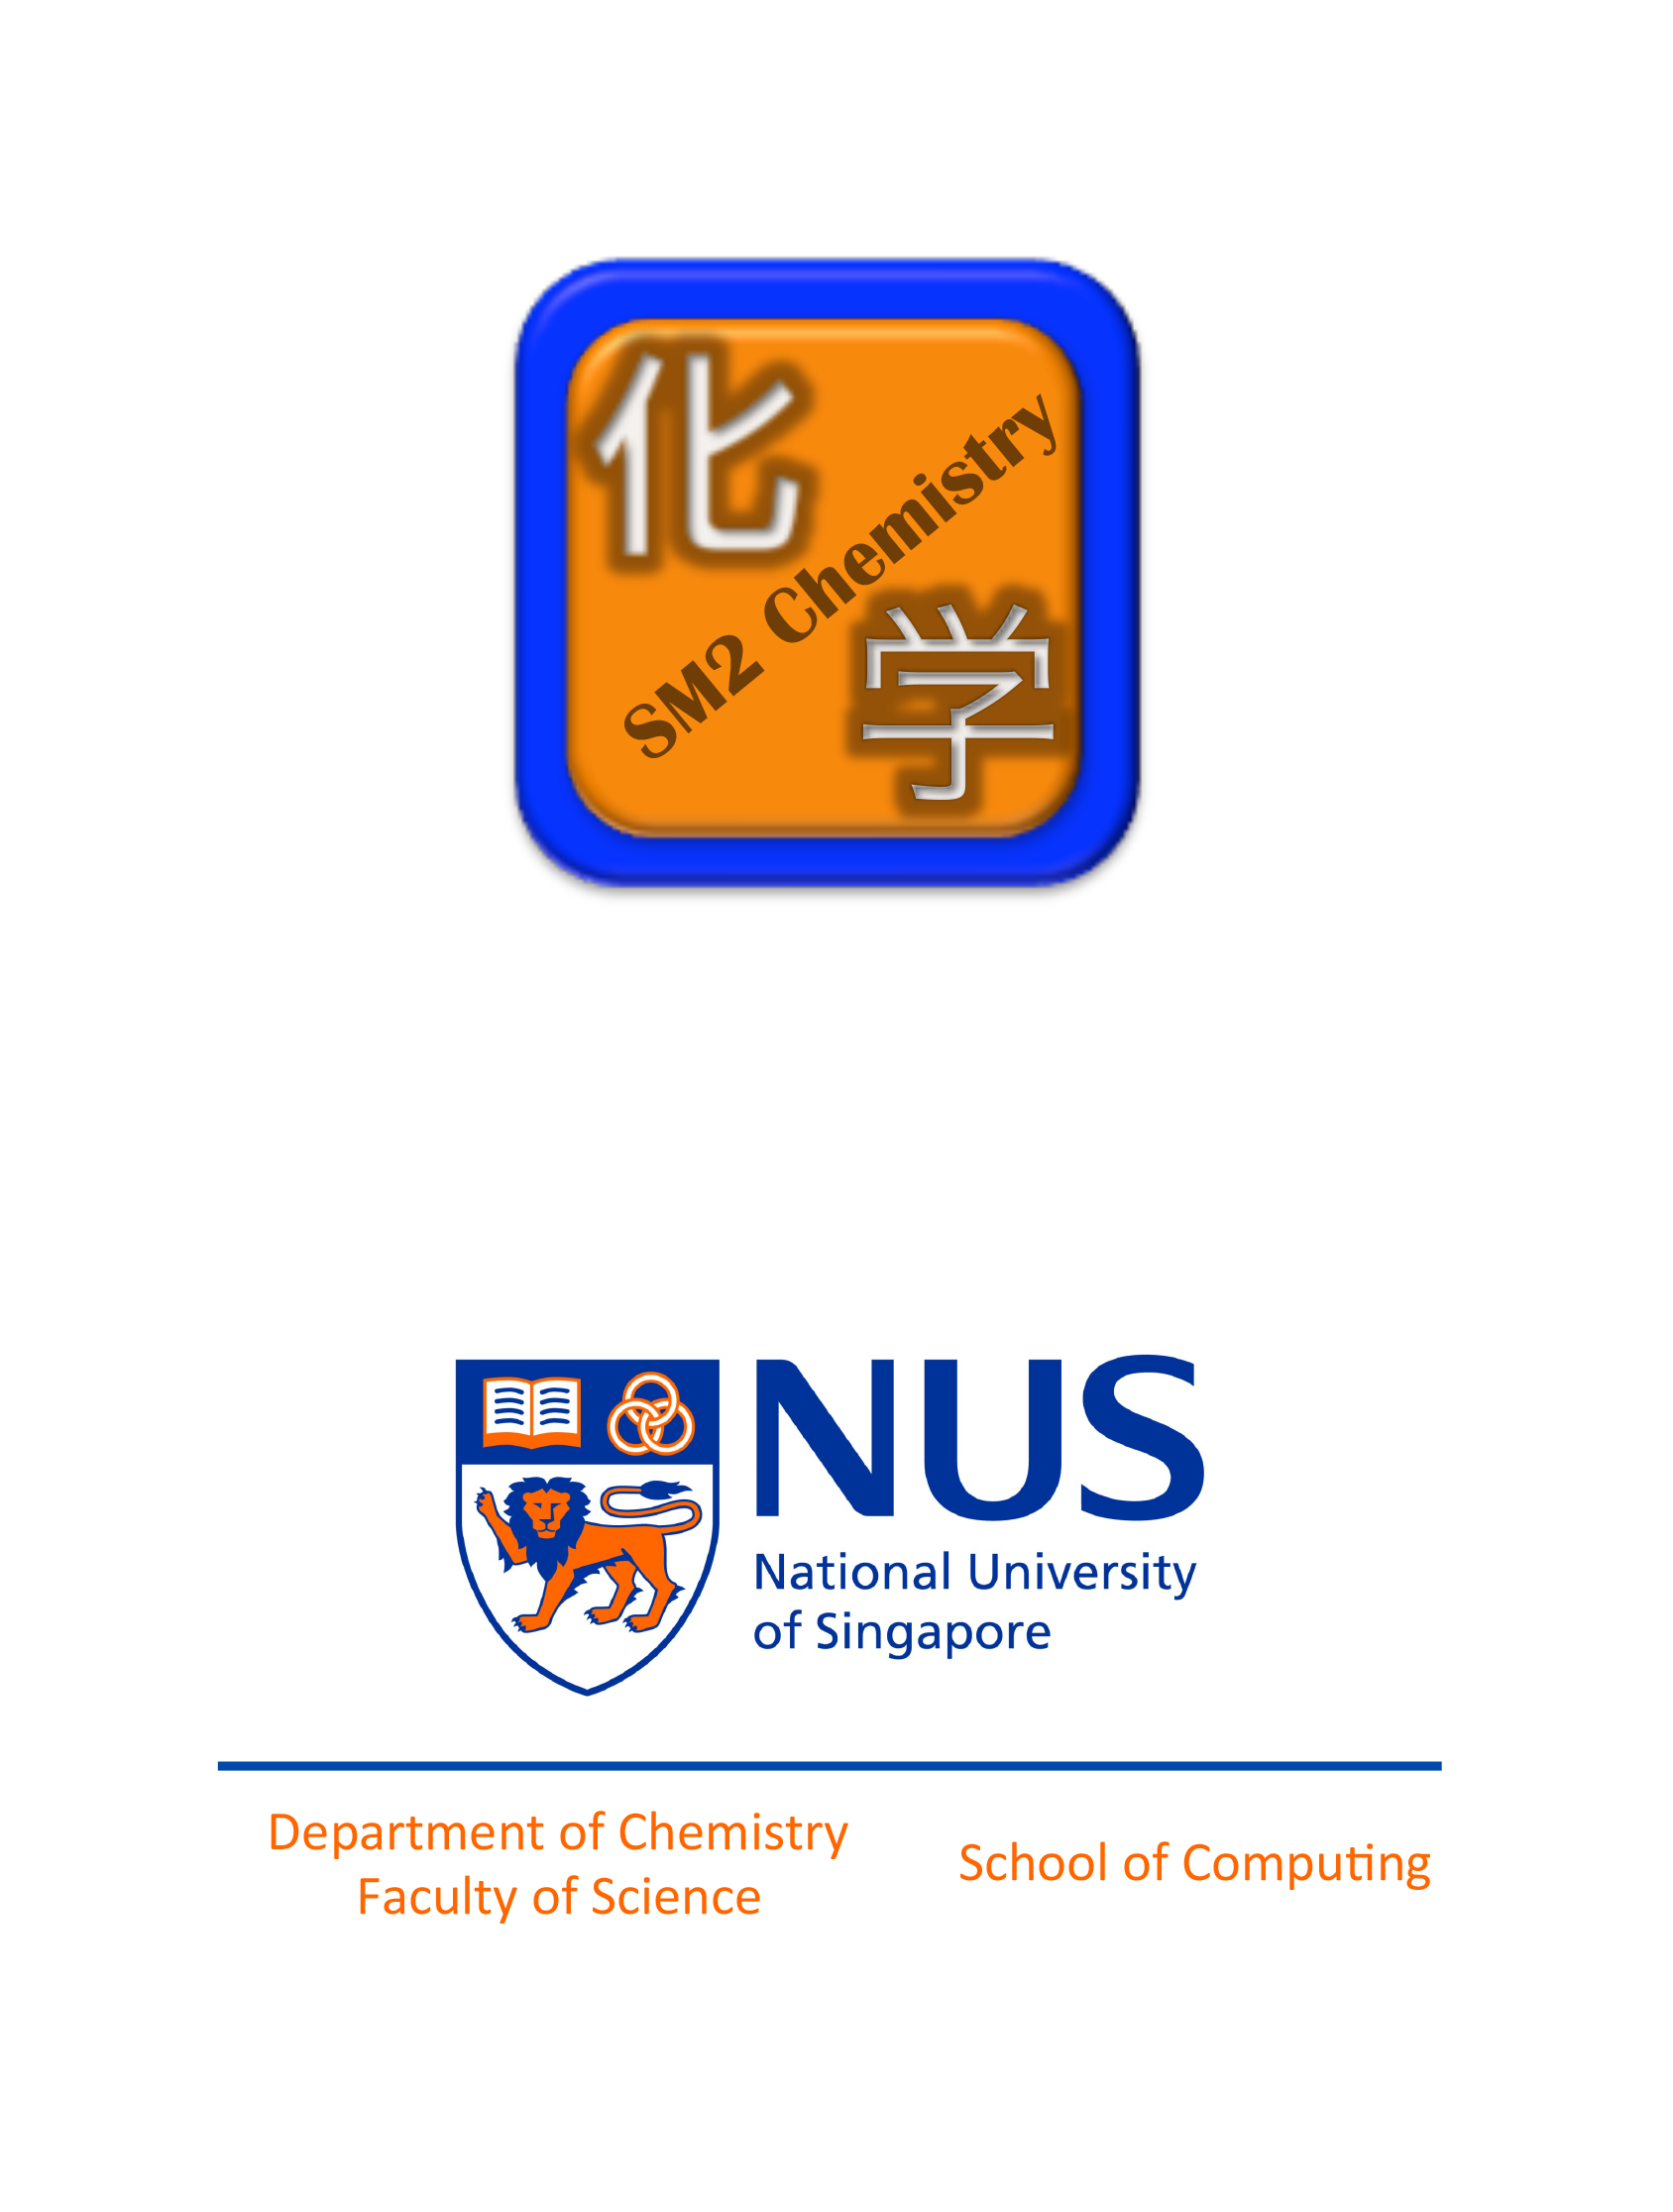 化
SM2 Chemistry
学
NUS
National University
of Singapore
Department of Chemistry
Faculty of Science
School of Computing